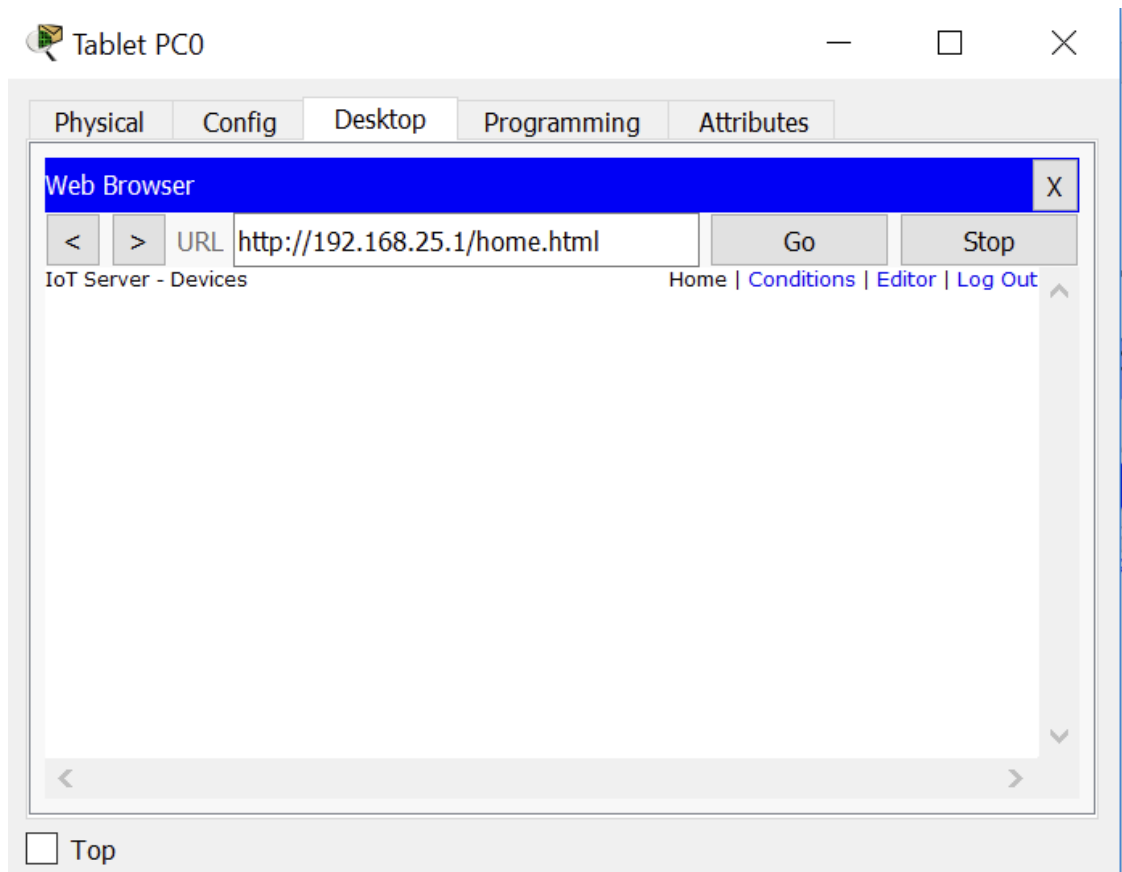 Tablet PC0
Physical Config Desktop Programming Attributes
Web Browser X
< > URL http://192.168.25.1/home.html Go Stop
IoT Server - Devices Home | Conditions | Editor | Log Out
Top